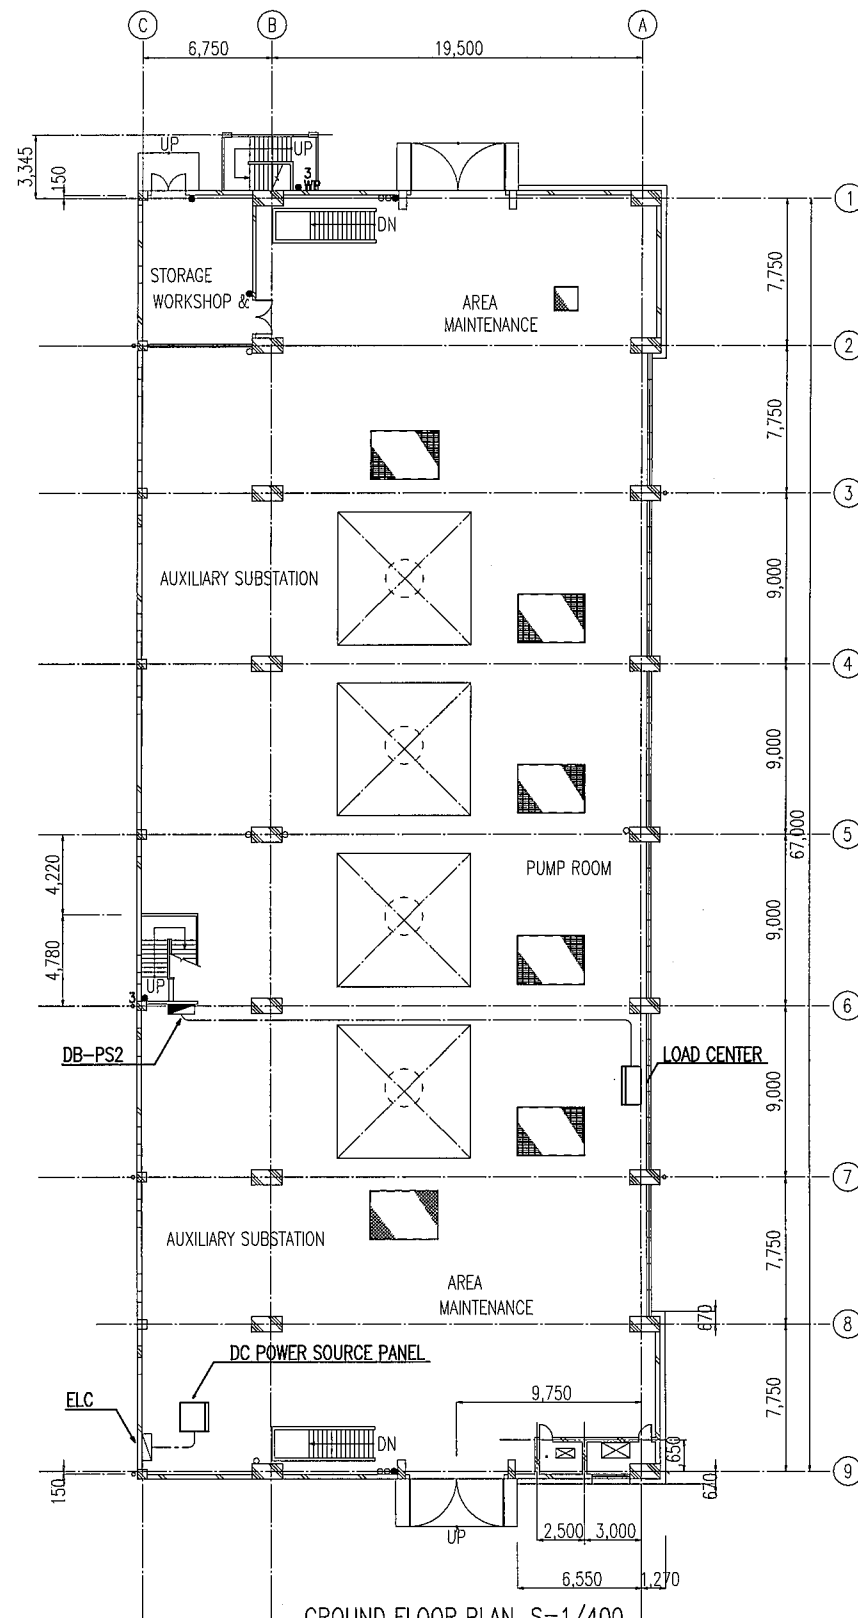 C
B
A
6,750
19,500
3,345
150
UP
UP
3
WP
1
DN
STORAGE
WORKSHOP &
AREA
MAINTENANCE
7,750
2
7,750
3
AUXILIARY SUBSTATION
9,000
4
9,000
5
67,000
4,220
PUMP ROOM
4,780
9,000
UP
3
6
DB-PS2
LOAD CENTER
9,000
7
AUXILIARY SUBSTATION
7,750
AREA
MAINTENANCE
670
8
DC POWER SOURCE PANEL
ELC
9,750
7,750
DN
650
150
670
9
UP
2,500
3,000
6,550
1,270
GROUND FLOOR PLAN S=1/400